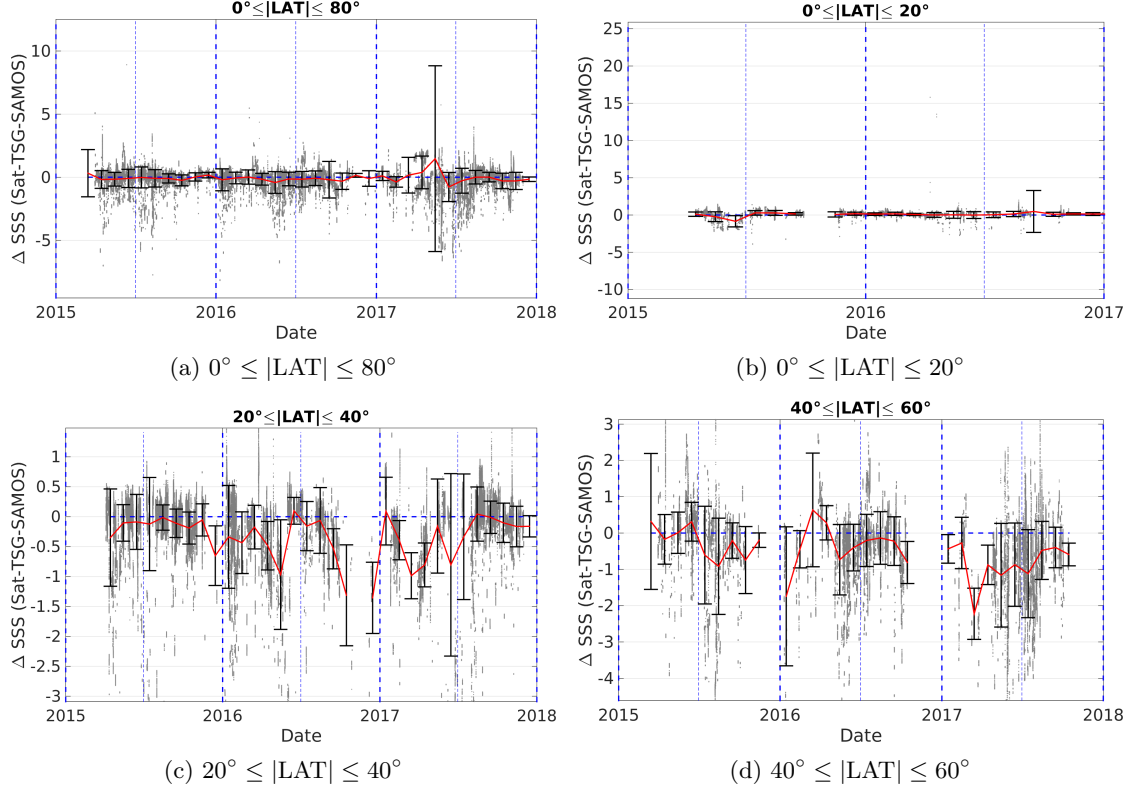 0°≤|LAT|≤ 80°
Δ SSS (Sat-TSG-SAMOS)
10
5
0
-5
2015
2016
2017
2018
Date
(a) 0° ≤ |LAT| ≤ 80°
0°≤|LAT|≤ 20°
Δ SSS (Sat-TSG-SAMOS)
25
20
15
10
5
0
-5
-10
2015
2016
2017
Date
(b) 0° ≤ |LAT| ≤ 20°
20°≤|LAT|≤ 40°
Δ SSS (Sat-TSG-SAMOS)
1
0.5
0
-0.5
-1
-1.5
-2
-2.5
-3
2015
2016
2017
2018
Date
(c) 20° ≤ |LAT| ≤ 40°
40°≤|LAT|≤ 60°
Δ SSS (Sat-TSG-SAMOS)
3
2
1
0
-1
-2
-3
-4
2015
2016
2017
2018
Date
(d) 40° ≤ |LAT| ≤ 60°